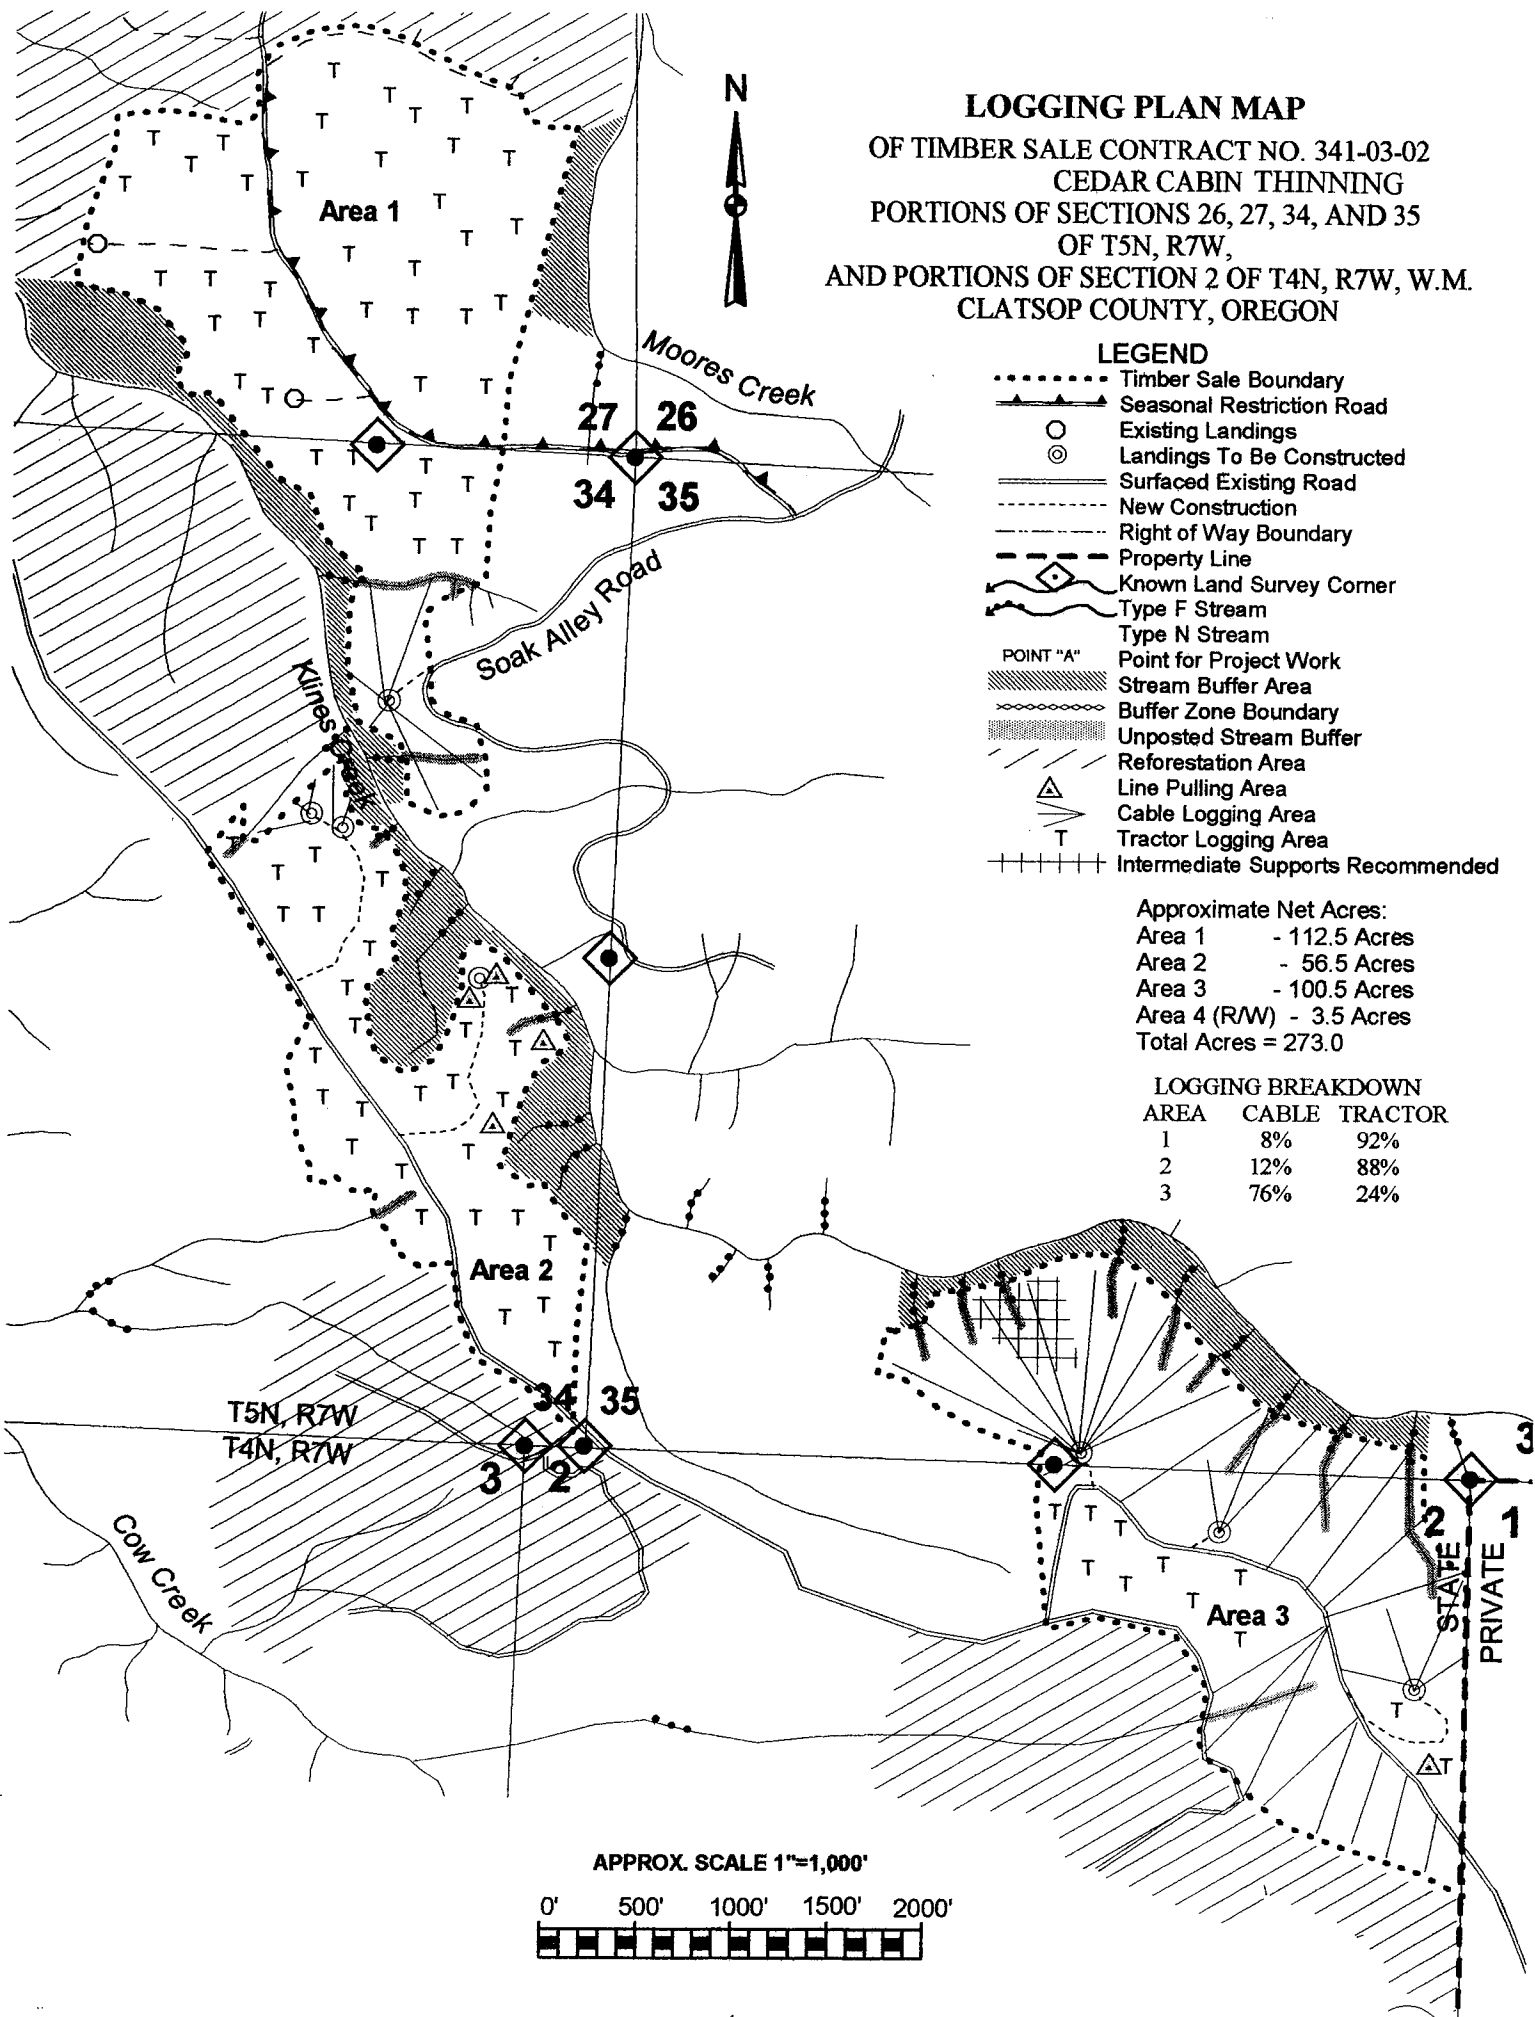 N
LOGGING PLAN MAP
OF TIMBER SALE CONTRACT NO. 341-03-02
CEDAR CABIN THINNING
PORTIONS OF SECTIONS 26, 27, 34, AND 35
OF T5N, R7W,
AND PORTIONS OF SECTION 2 OF T4N, R7W, W.M.
CLATSOP COUNTY, OREGON
LEGEND
Timber Sale Boundary
Seasonal Restriction Road
Existing Landings
Landings To Be Constructed
Surfaced Existing Road
New Construction
Right of Way Boundary
Property Line
Known Land Survey Corner
Type F Stream
Type N Stream
POINT "A" Point for Project Work
Stream Buffer Area
Buffer Zone Boundary
Unposted Stream Buffer
Reforestation Area
Line Pulling Area
Cable Logging Area
T Tractor Logging Area
Intermediate Supports Recommended
Approximate Net Acres:
Area 1 - 112.5 Acres
Area 2 - 56.5 Acres
Area 3 - 100.5 Acres
Area 4 (R/W) - 3.5 Acres
Total Acres = 273.0
LOGGING BREAKDOWN
AREA CABLE TRACTOR
1 8% 92%
2 12% 88%
3 76% 24%
Area 1
Moores Creek
27 26
34 35
Soak Alley Road
Klines Creek
Area 2
34 35
T5N, R7W
T4N, R7W
3 2
Cow Creek
3
2 1
STATE
PRIVATE
Area 3
APPROX. SCALE 1"=1,000'
0' 500' 1000' 1500' 2000'